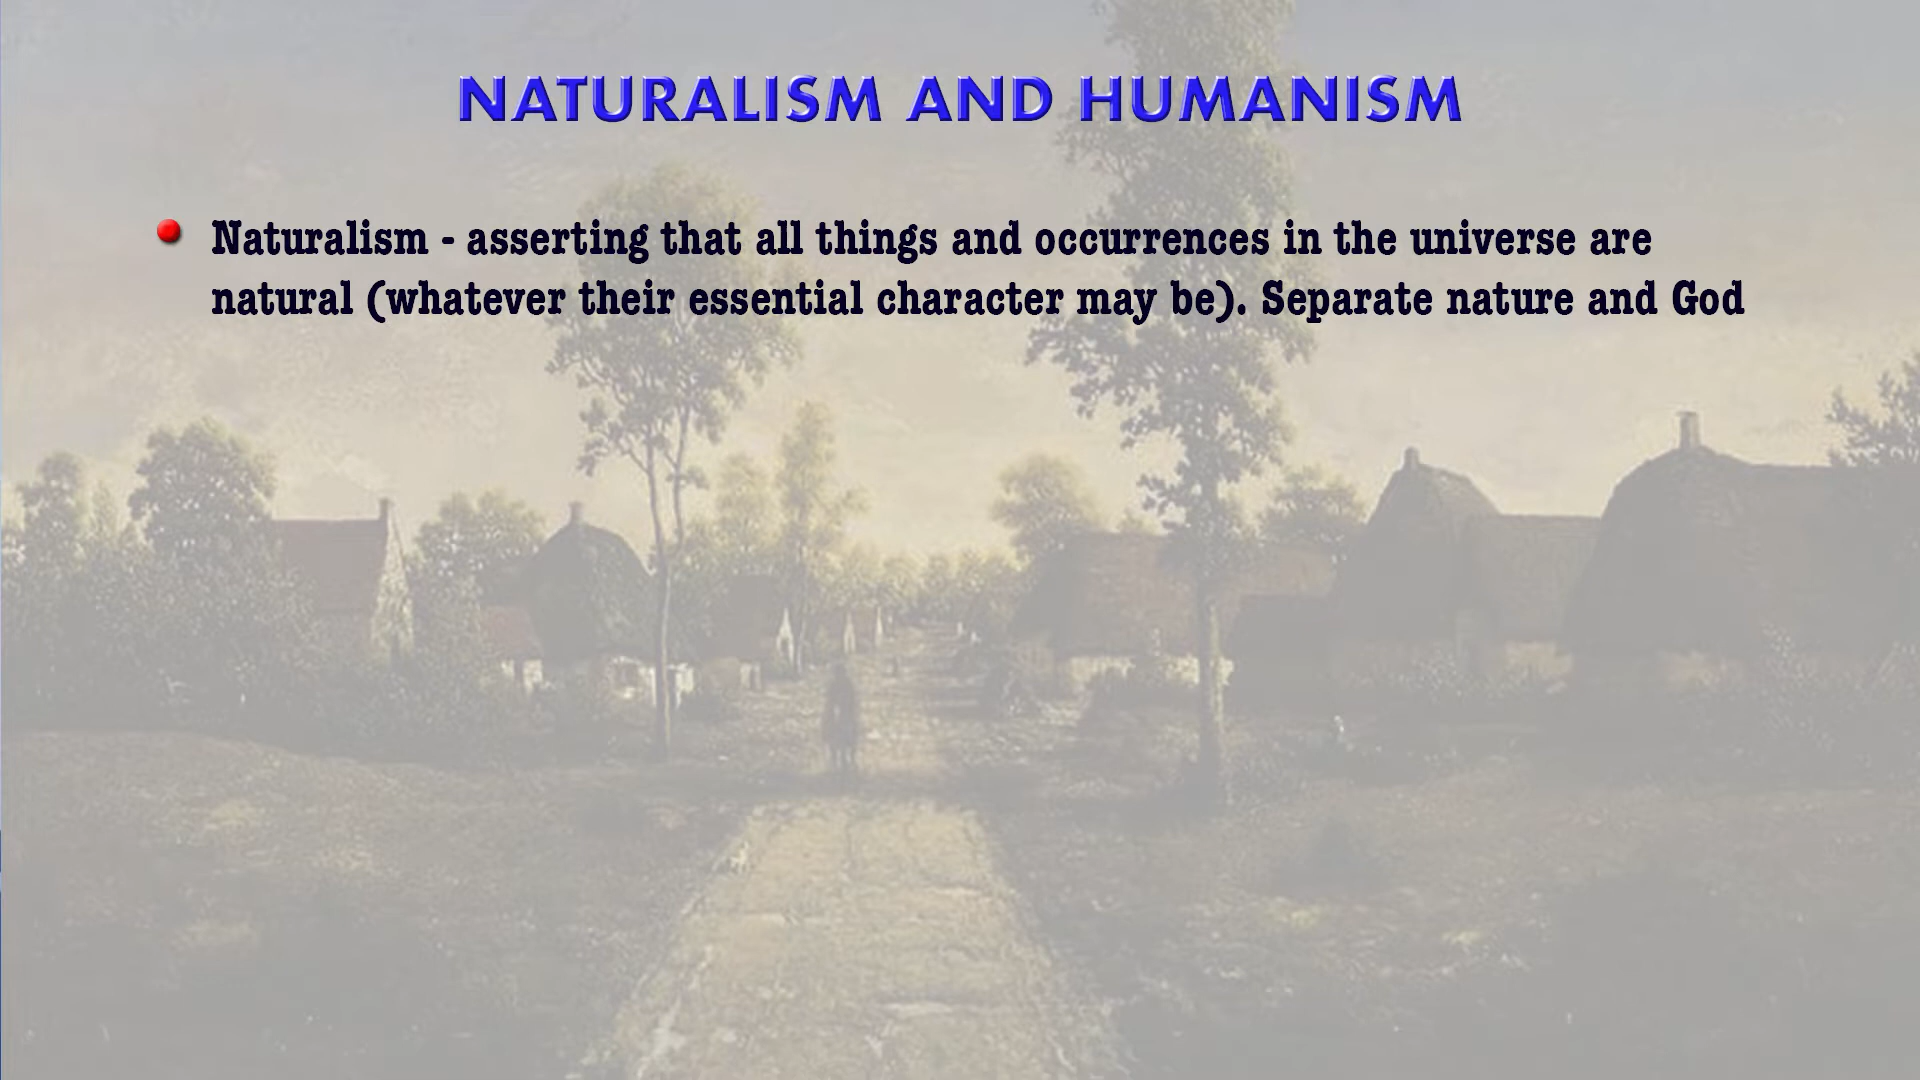 NATURALISM AND HUMANISM
Naturalism - asserting that all things and occurrences in the universe are
natural (whatever their essential character may be). Separate nature and God